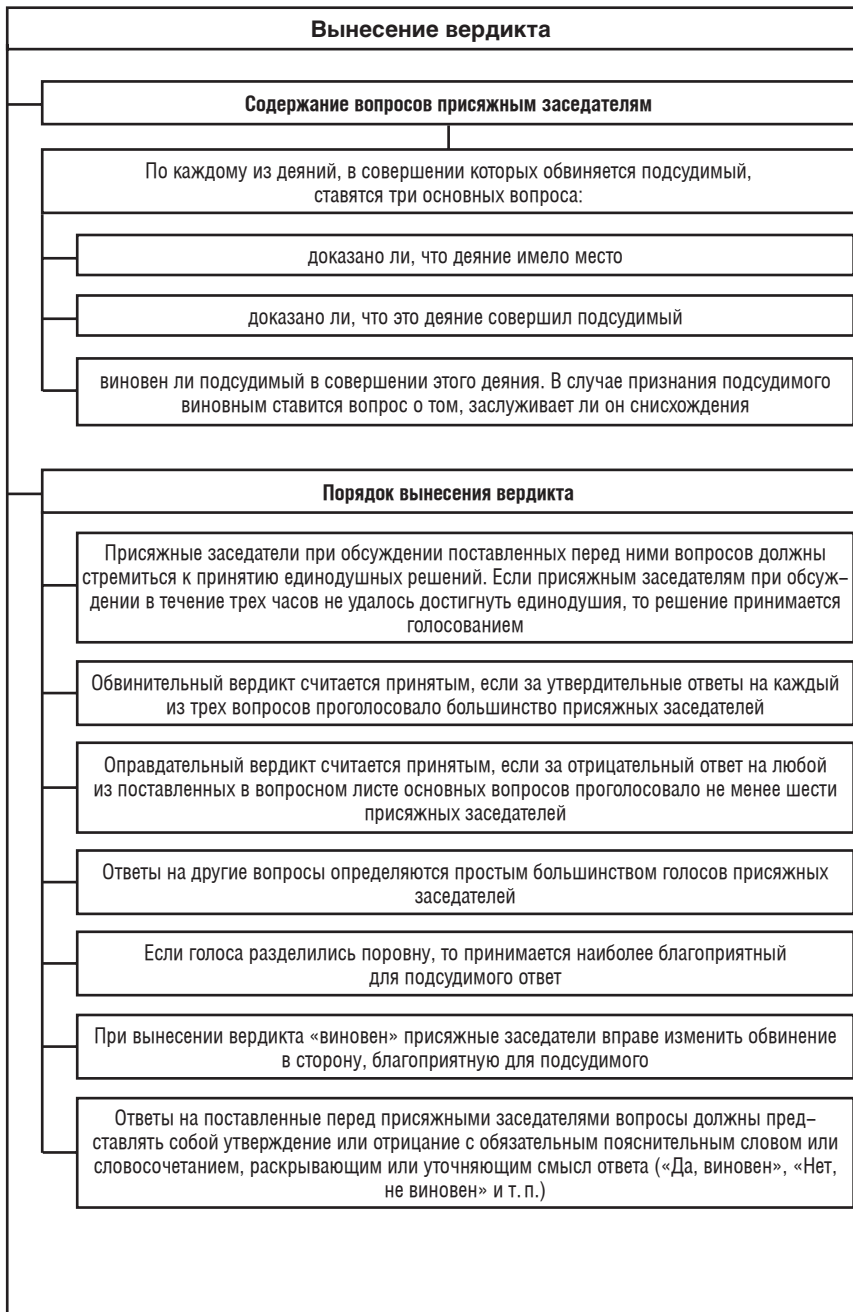 Вынесение вердикта
Содержание вопросов присяжным заседателям
По каждому из деяний, в совершении которых обвиняется подсудимый,
ставятся три основных вопроса:
доказано ли, что деяние имело место
доказано ли, что это деяние совершил подсудимый
виновен ли подсудимый в совершении этого деяния. В случае признания подсудимого
виновным ставится вопрос о том, заслуживает ли он снисхождения
Порядок вынесения вердикта
Присяжные заседатели при обсуждении поставленных перед ними вопросов должны
стремиться к принятию единодушных решений. Если присяжным заседателям при обсуж-
дении в течение трех часов не удалось достигнуть единодушия, то решение принимается
голосованием
Обвинительный вердикт считается принятым, если за утвердительные ответы на каждый
из трех вопросов проголосовало большинство присяжных заседателей
Оправдательный вердикт считается принятым, если за отрицательный ответ на любой
из поставленных в вопросном листе основных вопросов проголосовало не менее шести
присяжных заседателей
Ответы на другие вопросы определяются простым большинством голосов присяжных
заседателей
Если голоса разделились поровну, то принимается наиболее благоприятный
для подсудимого ответ
При вынесении вердикта «виновен» присяжные заседатели вправе изменить обвинение
в сторону, благоприятную для подсудимого
Ответы на поставленные перед присяжными заседателями вопросы должны пред-
ставлять собой утверждение или отрицание с обязательным пояснительным словом или
словосочетанием, раскрывающим или уточняющим смысл ответа («Да, виновен», «Нет,
не виновен» и т. п.)